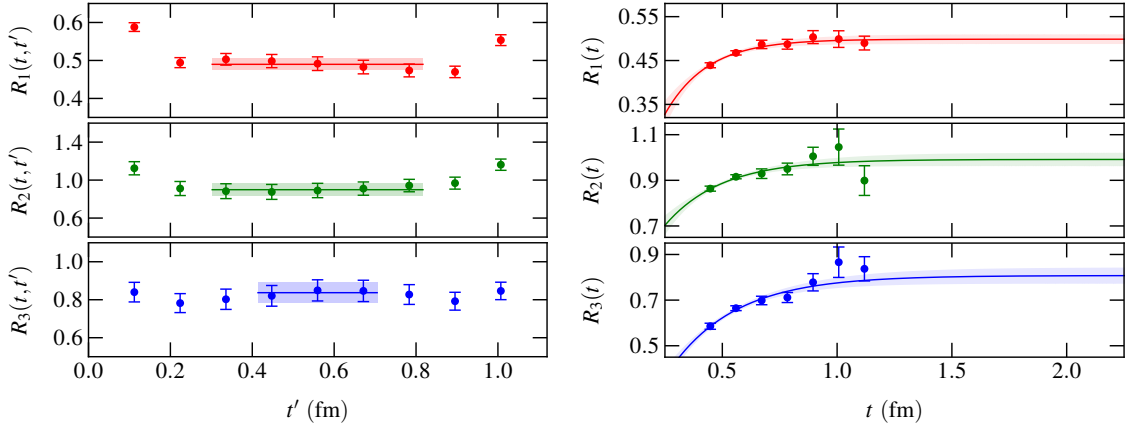 R₁(t, t′)
0.6
0.5
0.4
R₂(t, t′)
1.4
1.0
0.6
R₃(t, t′)
1.0
0.8
0.6
0.0 0.2 0.4 0.6 0.8 1.0
t′ (fm)
R₁(t)
0.55
0.45
0.35
R₂(t)
1.1
0.9
0.7
R₃(t)
0.9
0.7
0.5
0.5 1.0 1.5 2.0
t (fm)